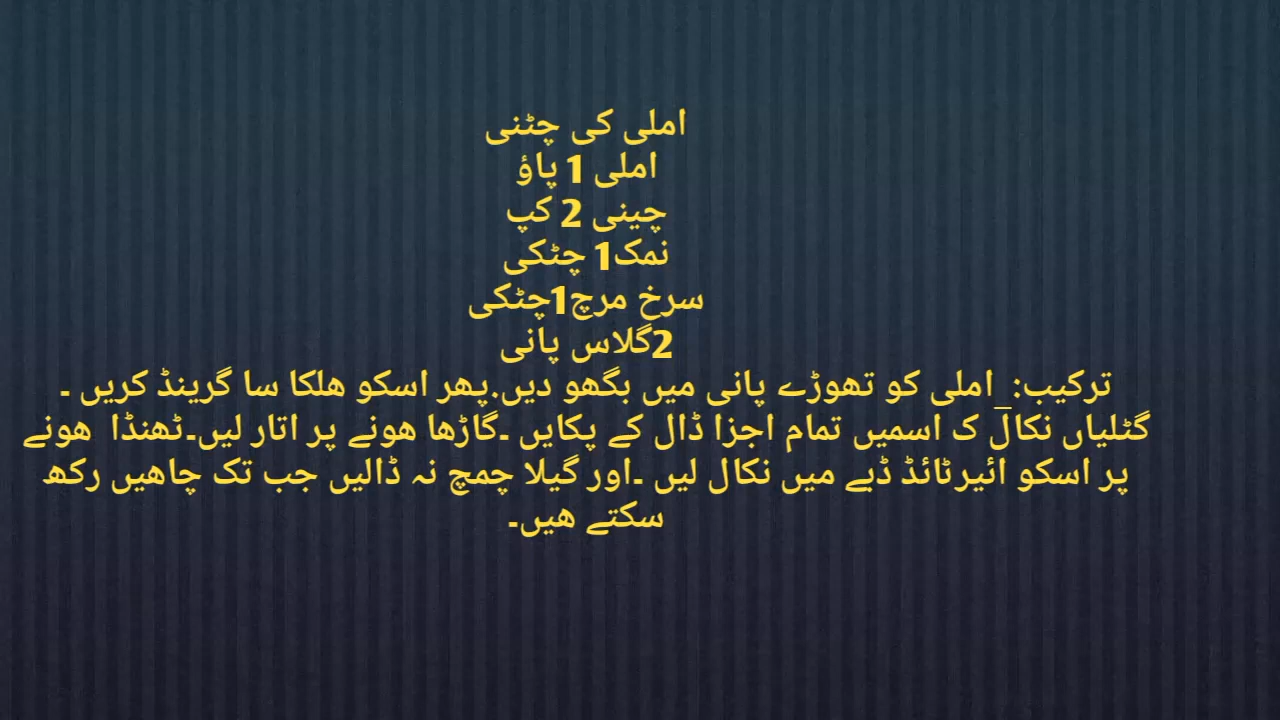 املی کی چٹنی
املی 1 پاؤ
چینی 2 کپ
نمک1 چٹکی
سرخ مرچ1چٹکی
2گلاس پانی
ترکیب:_املی کو تھوڑے پانی میں بگھو دیں.پھر اسکو ھلکا سا گرینڈ کریں ۔
گٹلیاں نکال ک اسمیں تمام اجزا ڈال کے پکایں ۔گاڑھا ھونے پر اتار لیں۔ٹھنڈا  ھونے
پر اسکو ائیرٹائڈ ڈبے میں نکال لیں ۔اور گیلا چمچ نہ ڈالیں جب تک چاھیں رکھ
سکتے ھیں۔